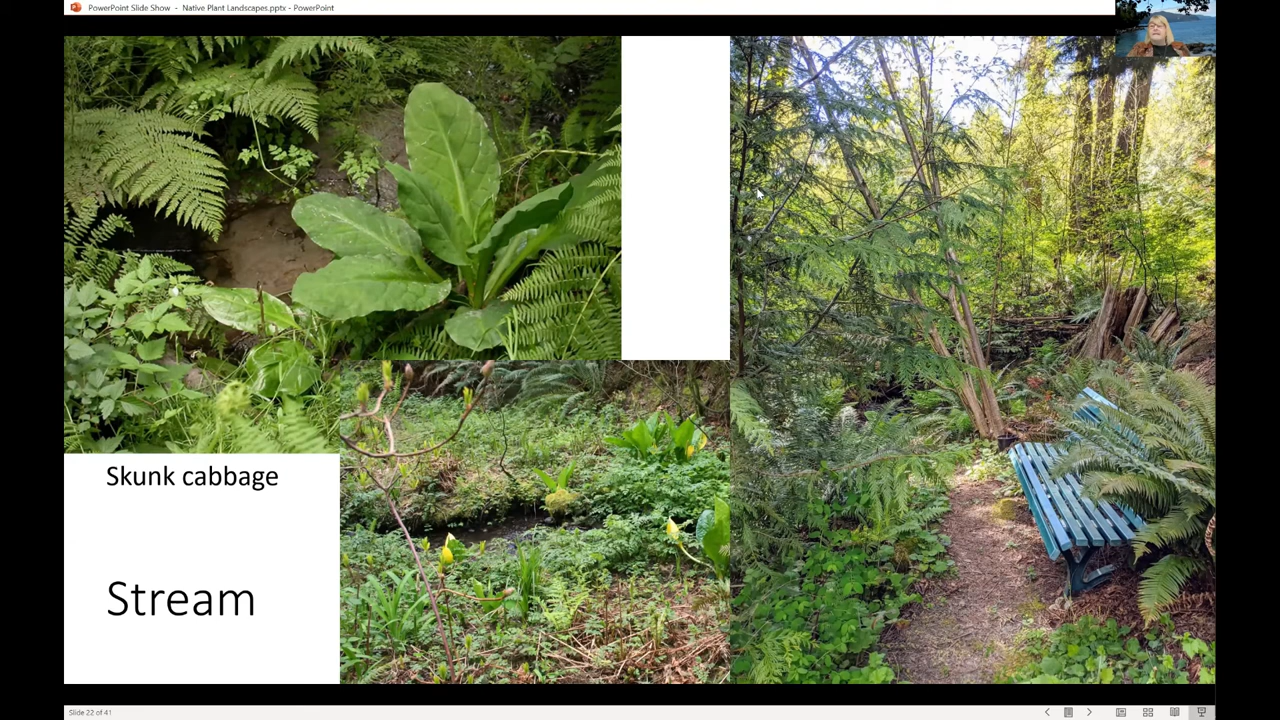 PowerPoint Slide Show - Native Plant Landscapes.pptx - PowerPoint
Skunk cabbage
Stream
Slide 22 of 41